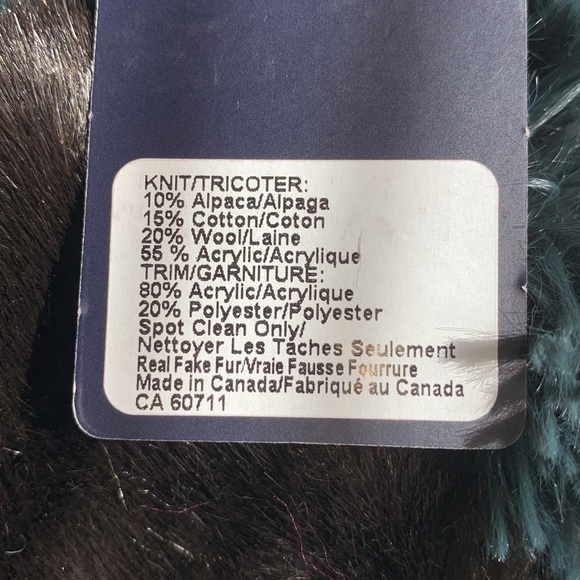 KNIT/TRICOTER:
10% Alpaca/Alpaga
15% Cotton/Coton
20% Wool/Laine
55 % Acrylic/Acrylique
TRIM/GARNITURE:
80% Acrylic/Acrylique
20% Polyester/Polyester
Spot Clean Only/
Nettoyer Les Tâches Seulement
Real Fake Fur/Vraie Fausse Fourrure
Made in Canada/Fabriqué au Canada
CA 60711